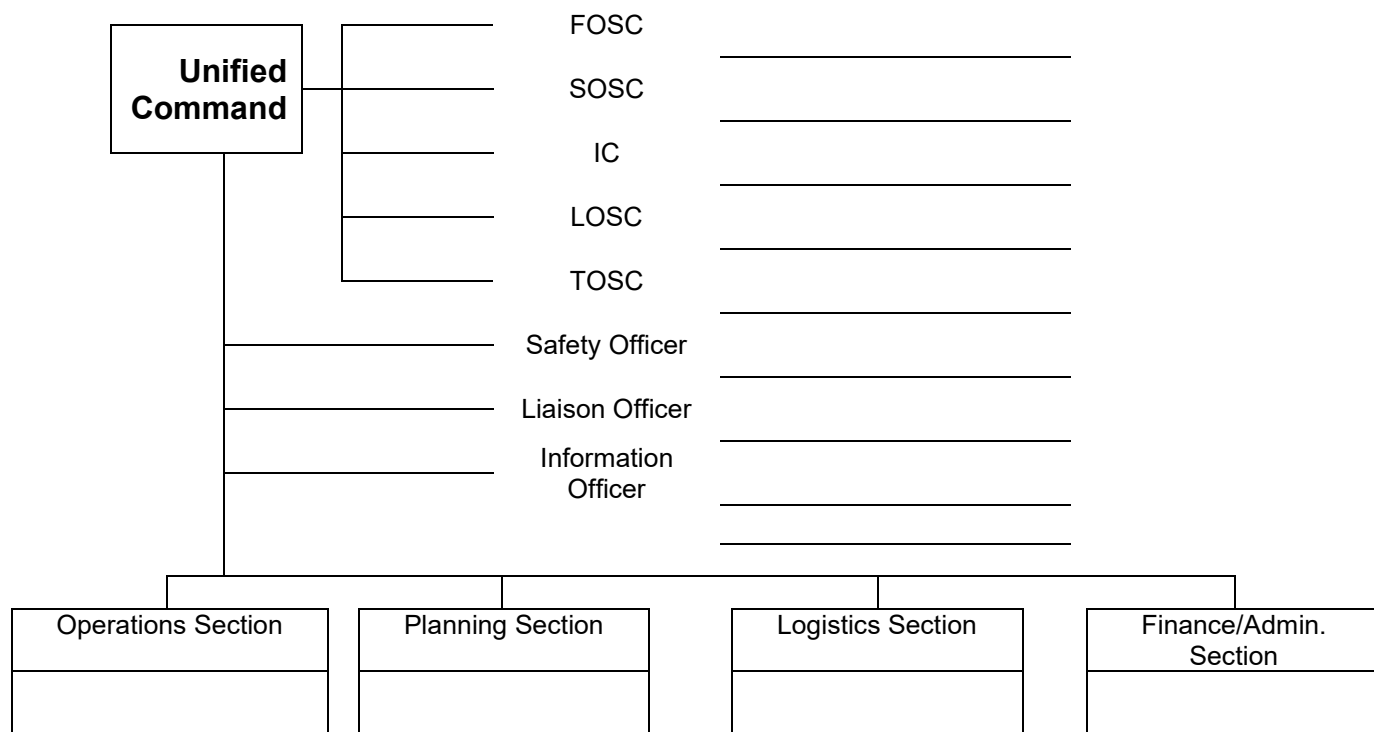 FOSC
Unified
Command
SOSC
IC
LOSC
TOSC
Safety Officer
Liaison Officer
Information
Officer
Operations Section
Planning Section
Logistics Section
Finance/Admin.
Section